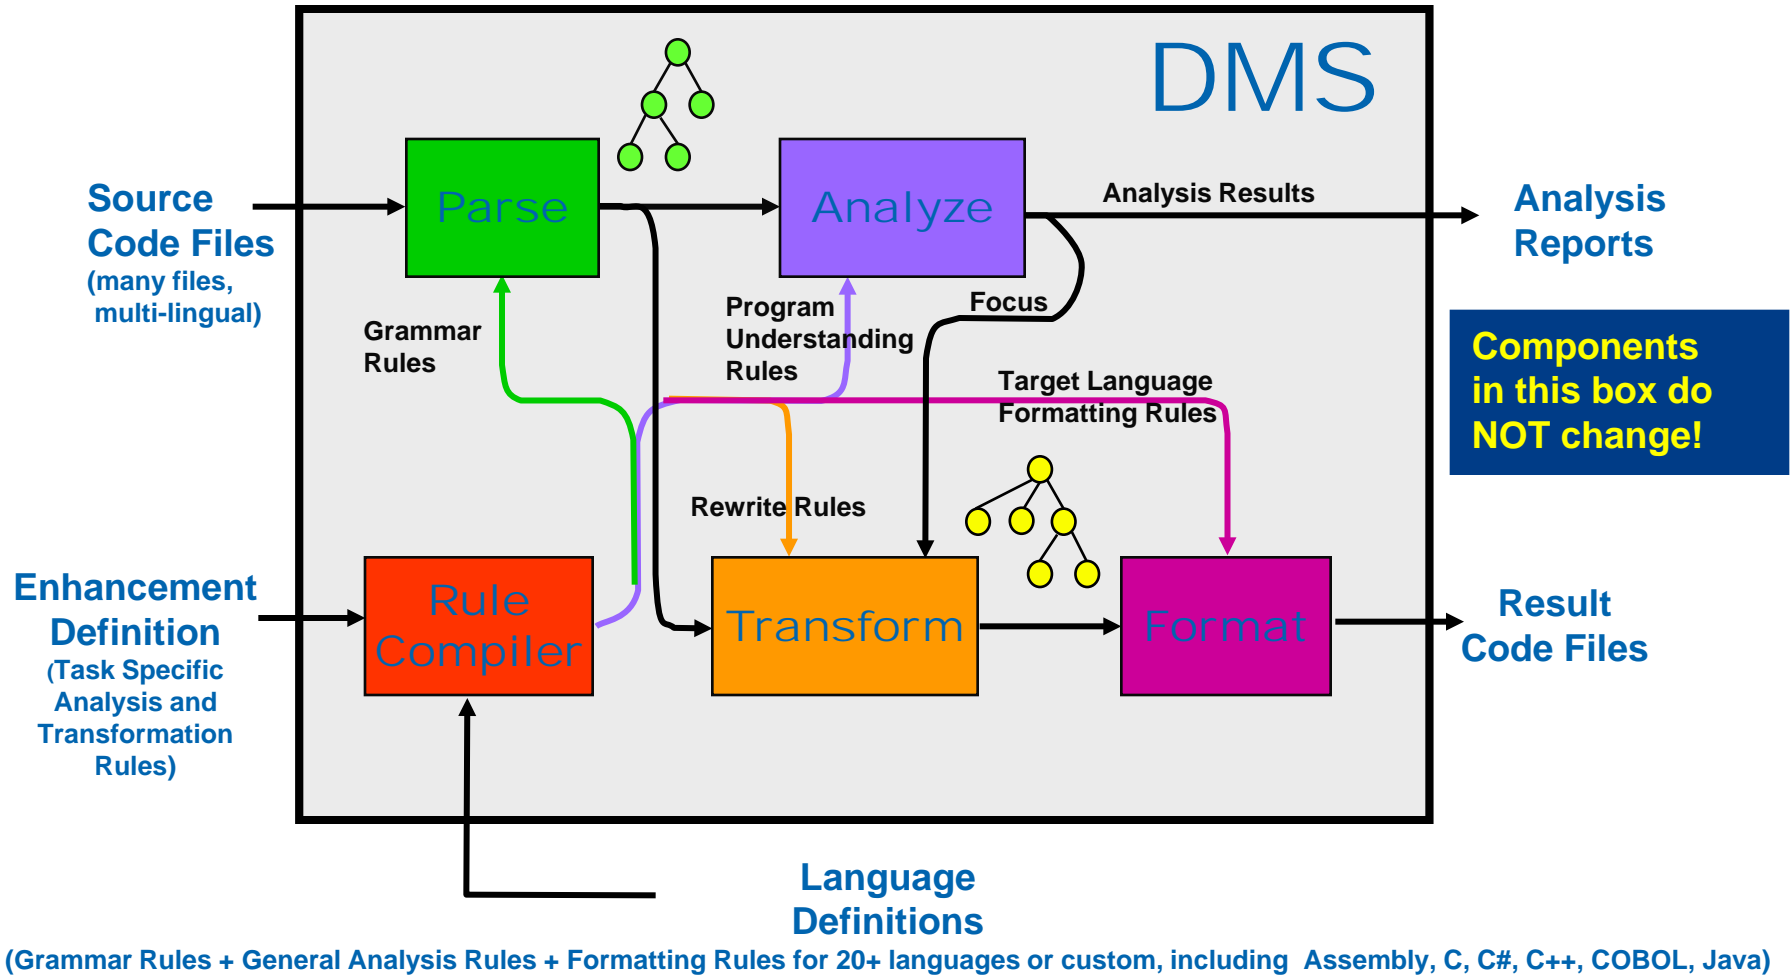 DMS
Source
Code Files
(many files,
multi-lingual)
Parse
Analyze
Analysis Results
Analysis
Reports
Grammar
Rules
Program
Understanding
Rules
Focus
Target Language
Formatting Rules
Components
in this box do
NOT change!
Rewrite Rules
Enhancement
Definition
(Task Specific
Analysis and
Transformation
Rules)
Rule
Compiler
Transform
Format
Result
Code Files
Language
Definitions
(Grammar Rules + General Analysis Rules + Formatting Rules for 20+ languages or custom, including Assembly, C, C#, C++, COBOL, Java)